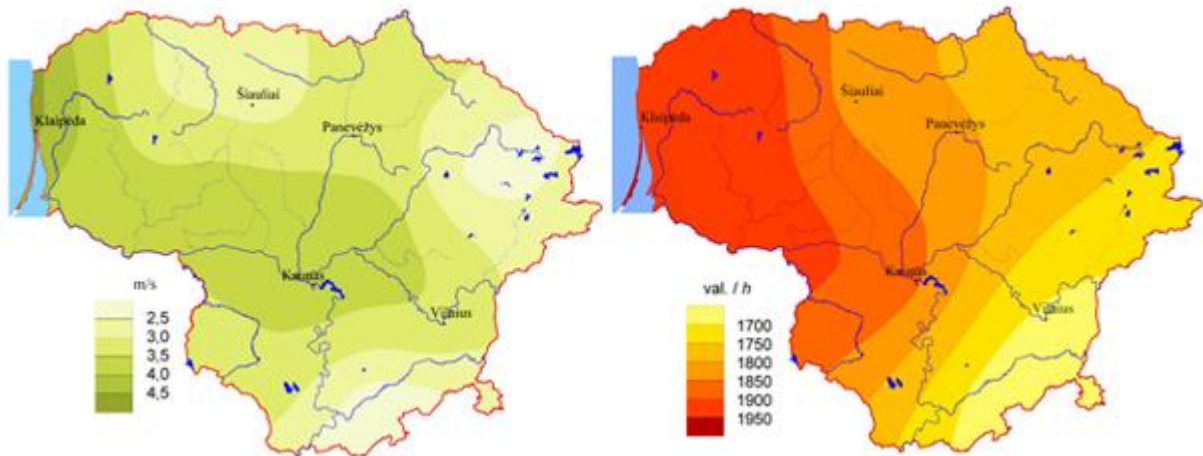 Šiauliai
Klaipėda
Panevėžys
Kaunas
Vilnius
m/s
2,5
3,0
3,5
4,0
4,5
Šiauliai
Klaipėda
Panevėžys
Kaunas
Vilnius
val. / h
1700
1750
1800
1850
1900
1950